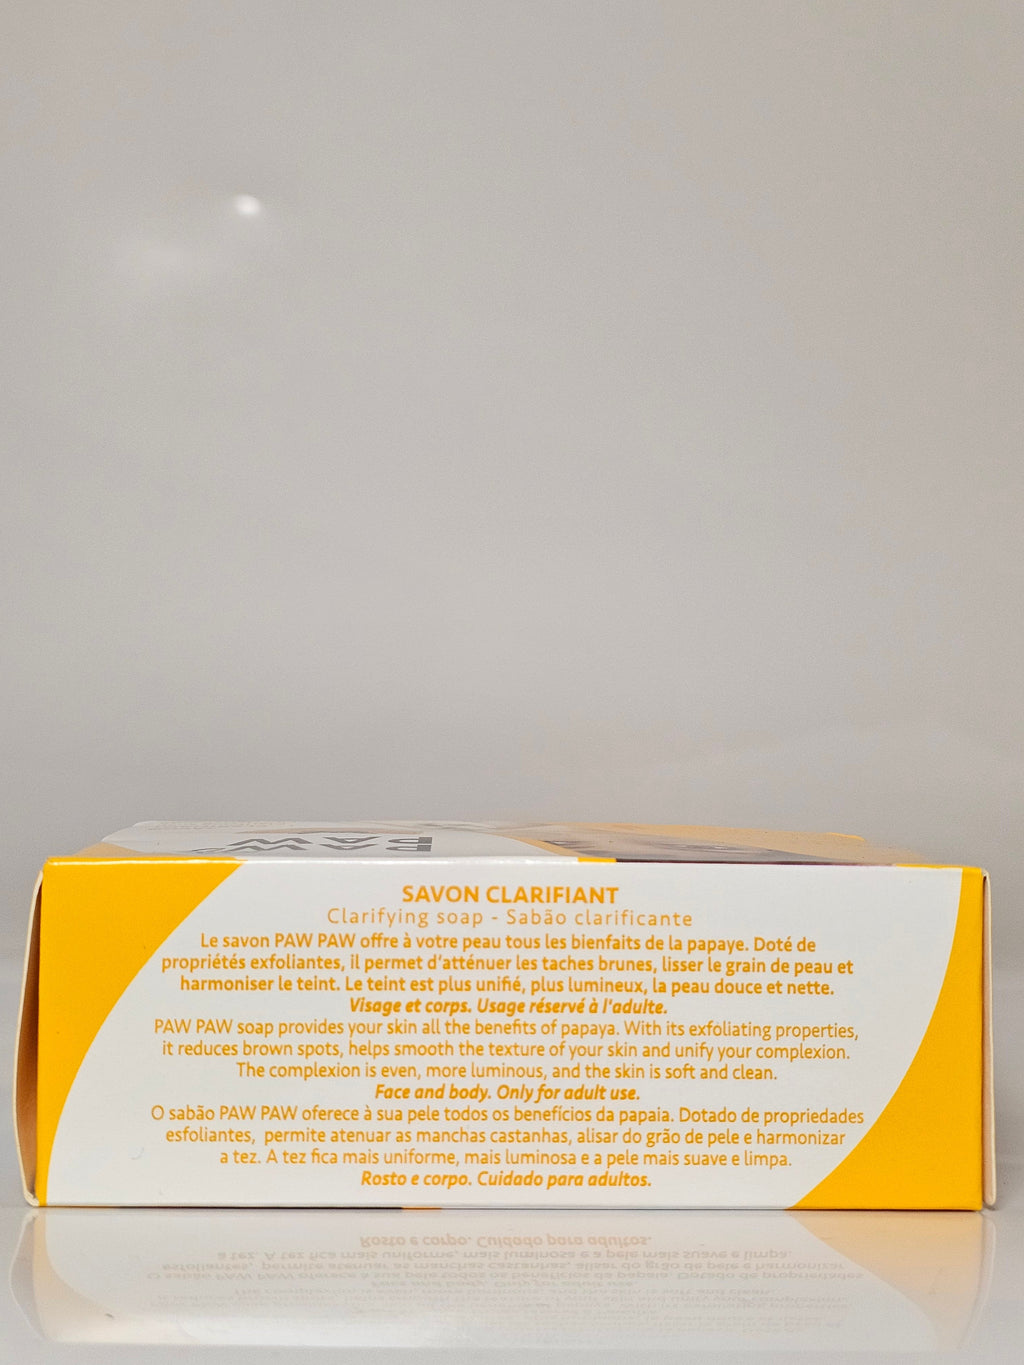 SAVON CLARIFIANT
Clarifying soap - Sabão clarificante
Le savon PAW PAW offre à votre peau tous les bienfaits de la papaye. Doté de
propriétés exfoliantes, il permet d'atténuer les taches brunes, lisser le grain de peau et
harmoniser le teint. Le teint est plus unifié, plus lumineux, la peau douce et nette.
Visage et corps. Usage réservé à l'adulte.
PAW PAW soap provides your skin all the benefits of papaya. With its exfoliating properties,
it reduces brown spots, helps smooth the texture of your skin and unify your complexion.
The complexion is even, more luminous, and the skin is soft and clean.
Face and body. Only for adult use.
O sabão PAW PAW oferece à sua pele todos os benefícios da papaia. Dotado de propriedades
esfoliantes, permite atenuar as manchas castanhas, alisar do grão de pele e harmonizar
a tez. A tez fica mais uniforme, mais luminosa e a pele mais suave e limpa.
Rosto e corpo. Cuidado para adultos.